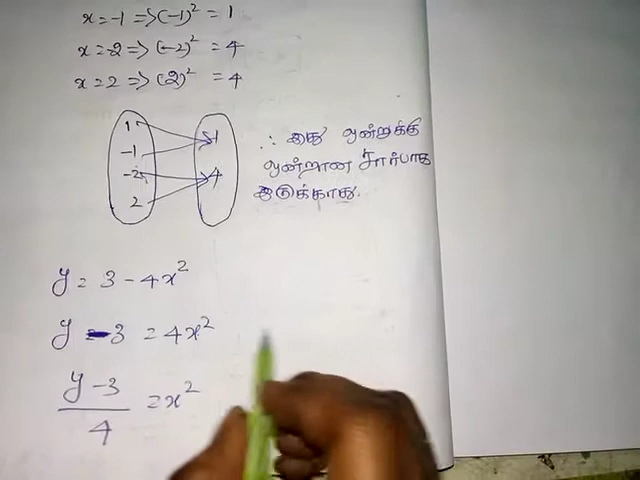 x = -1 => (-1)² = 1
x = -2 => (-2)² = 4
x = 2 => (2)² = 4
1
-1
-2
2
1
4
∴ இது ஒன்றுக்கு
ஒன்றான சார்பாக
இருக்காது.
y = 3 - 4x²
y - 3 = 4x²
y - 3
4
= x²